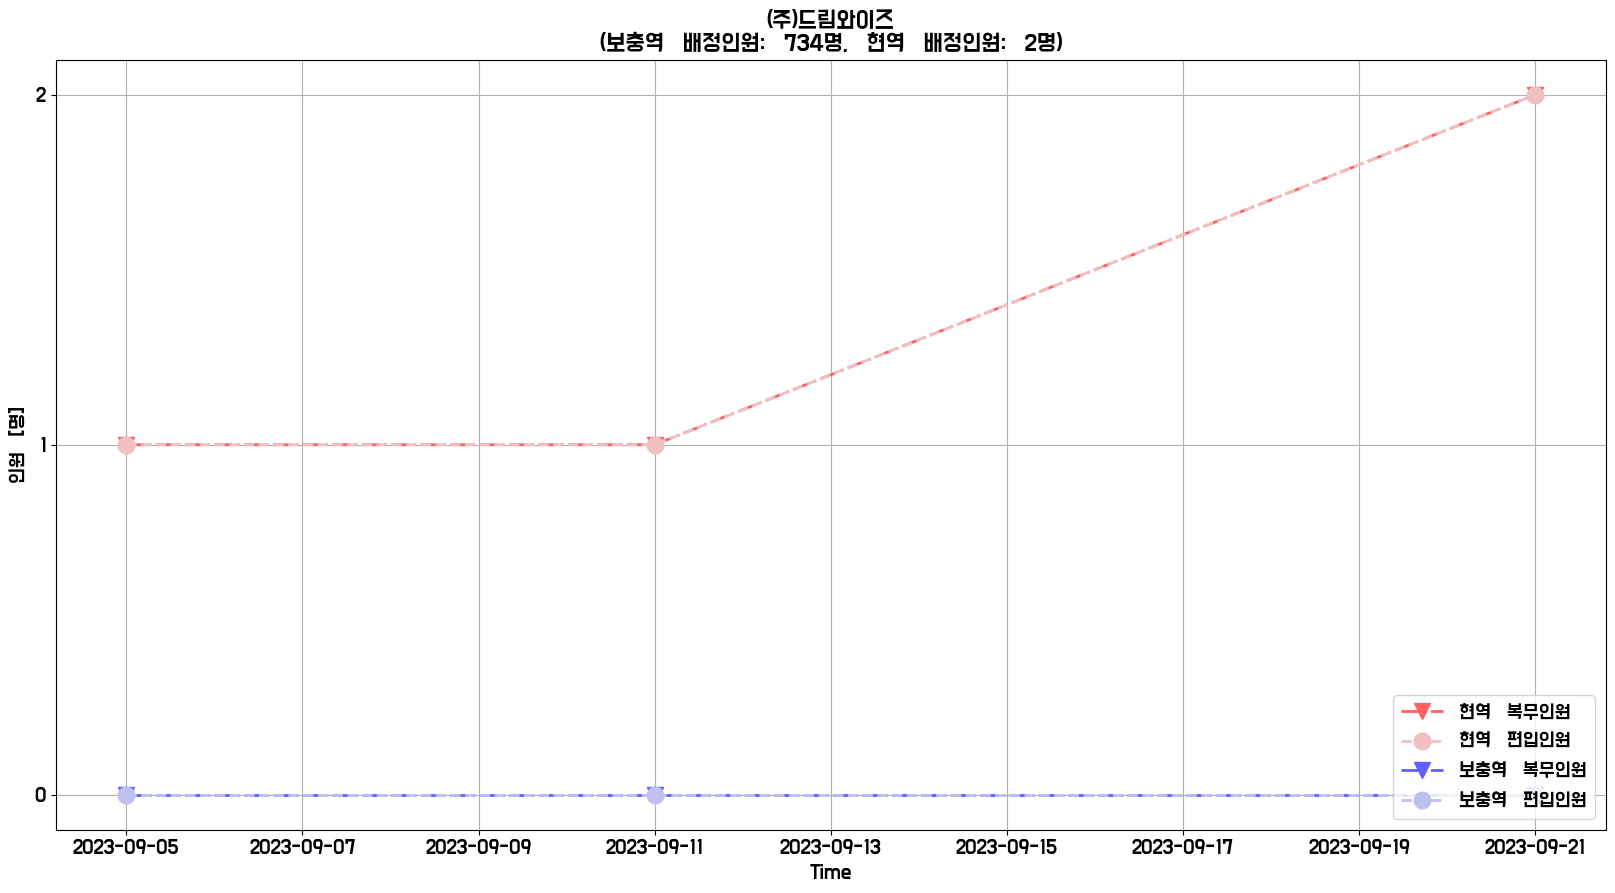 (주)드림와이즈
(보충역 배정인원: 734명, 현역 배정인원: 2명)
인원 [명]
2
1
0
현역 복무인원
현역 편입인원
보충역 복무인원
보충역 편입인원
2023-09-05 2023-09-07 2023-09-09 2023-09-11 2023-09-13 2023-09-15 2023-09-17 2023-09-19 2023-09-21
Time